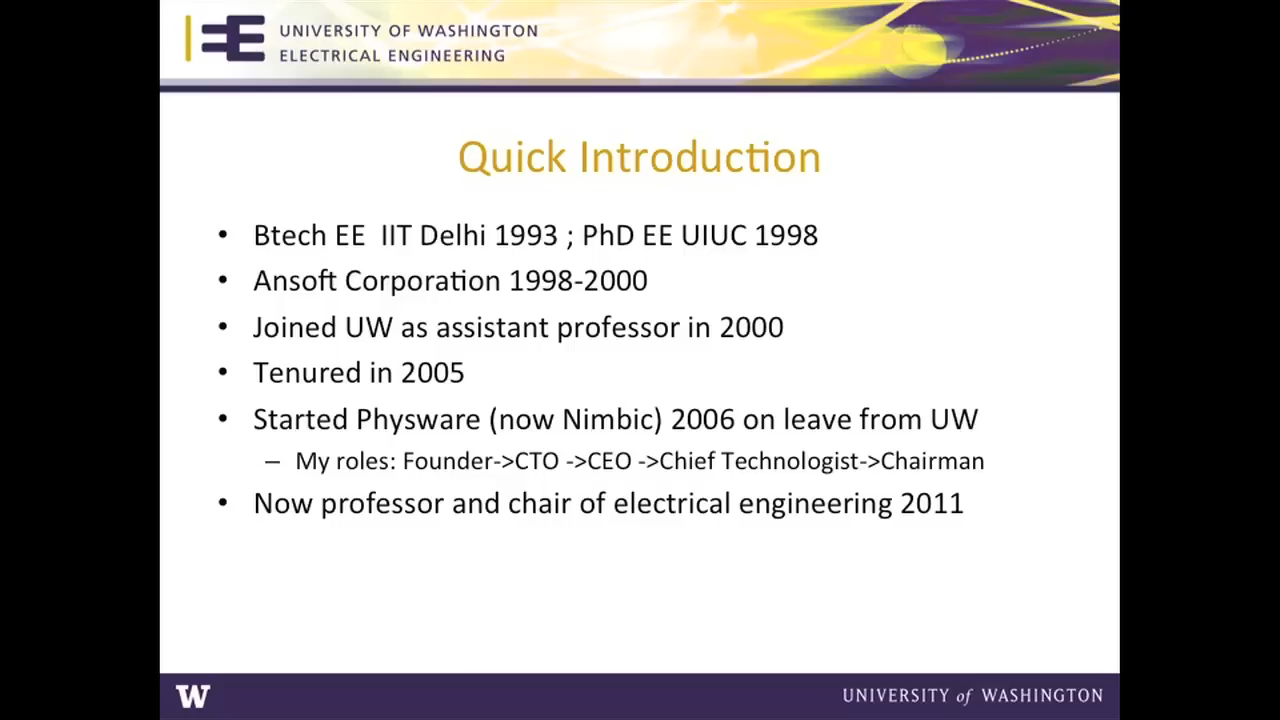 UNIVERSITY OF WASHINGTON
ELECTRICAL ENGINEERING
Quick Introduction
• Btech EE  IIT Delhi 1993 ; PhD EE UIUC 1998
• Ansoft Corporation 1998-2000
• Joined UW as assistant professor in 2000
• Tenured in 2005
• Started Physware (now Nimbic) 2006 on leave from UW
– My roles: Founder->CTO ->CEO ->Chief Technologist->Chairman
• Now professor and chair of electrical engineering 2011
W
UNIVERSITY of WASHINGTON